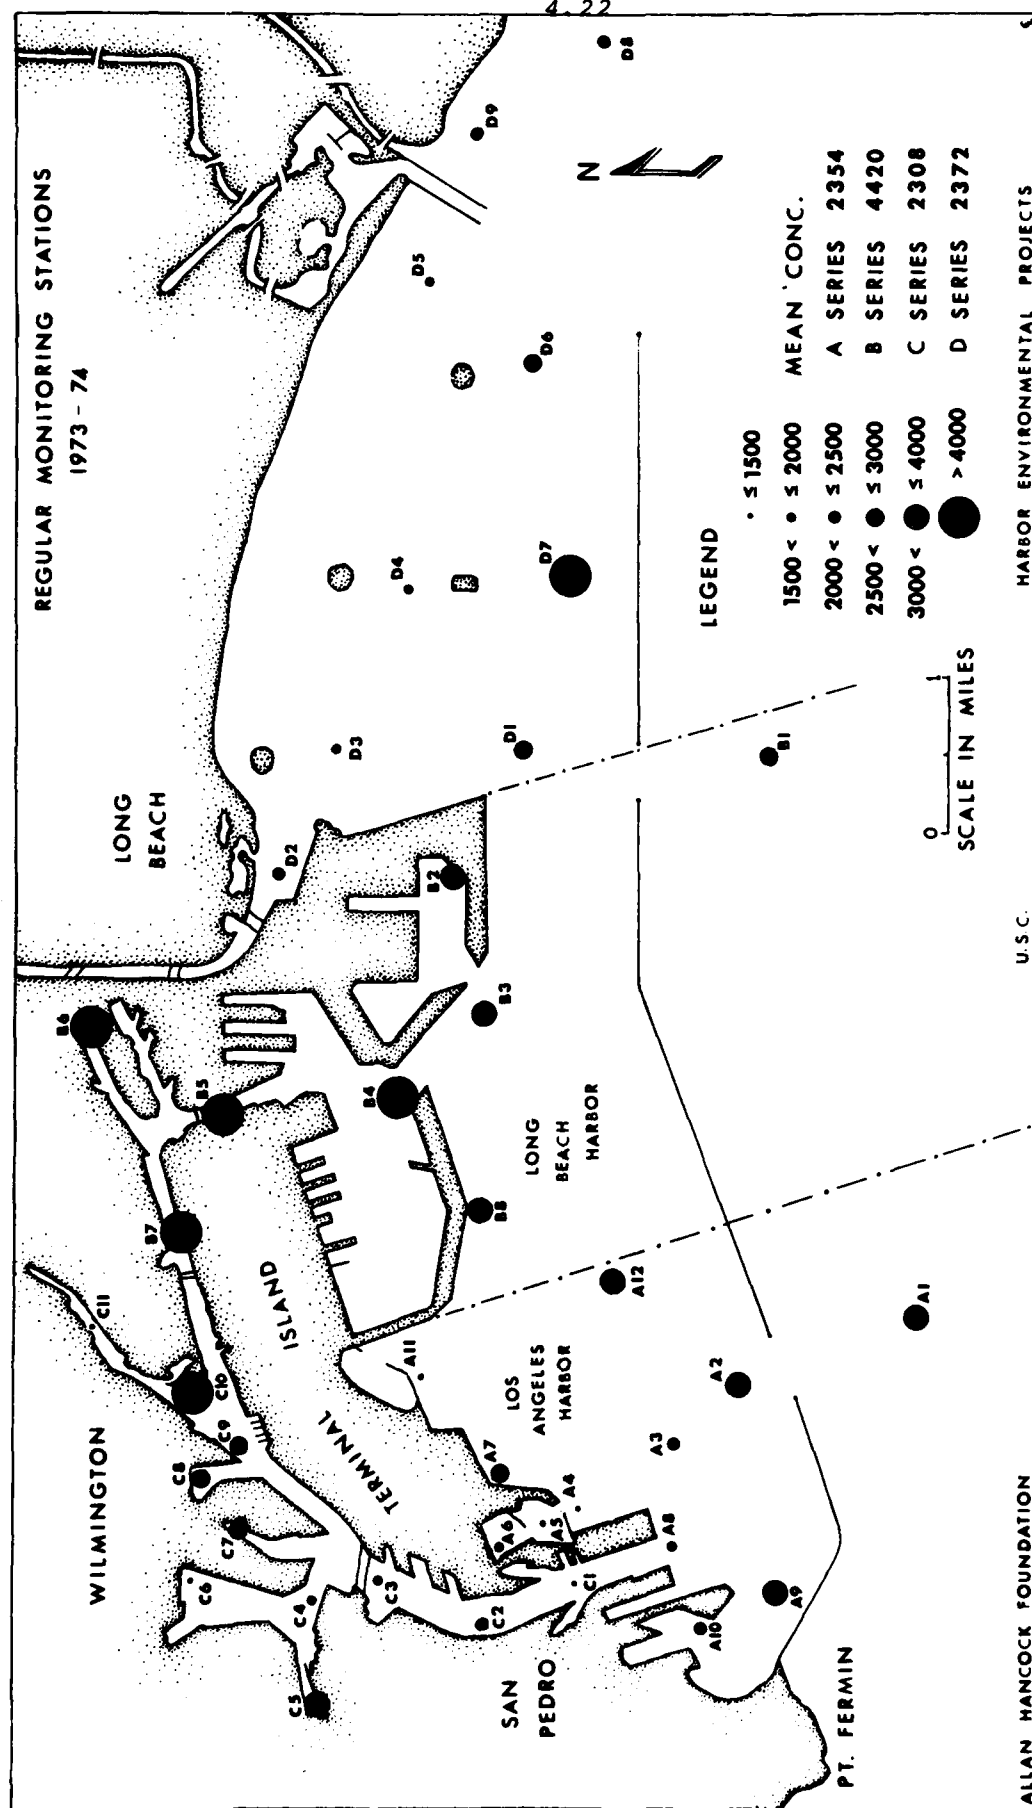 4.22
REGULAR MONITORING STATIONS
1973-74
LONG
BEACH
WILMINGTON
TERMINAL
ISLAND
SAN
PEDRO
PT. FERMIN
LOS
ANGELES
HARBOR
LONG
BEACH
HARBOR
N
C5
C4
C6
C7
C8
C9
C10
C11
C3
C2
C1
B7
B5
B6
B4
B3
B2
B8
B1
A10
A9
A8
A6
A5
A4
A7
A3
A11
A2
A12
A1
D2
D3
D1
D4
D7
D5
D6
D9
D8
LEGEND
• ≤ 1500
1500 < • ≤ 2000
2000 < • ≤ 2500
2500 < • ≤ 3000
3000 < • ≤ 4000
• > 4000
MEAN CONC.
A SERIES 2354
B SERIES 4420
C SERIES 2308
D SERIES 2372
0 1
SCALE IN MILES
ALLAN HANCOCK FOUNDATION U.S.C. HARBOR ENVIRONMENTAL PROJECTS